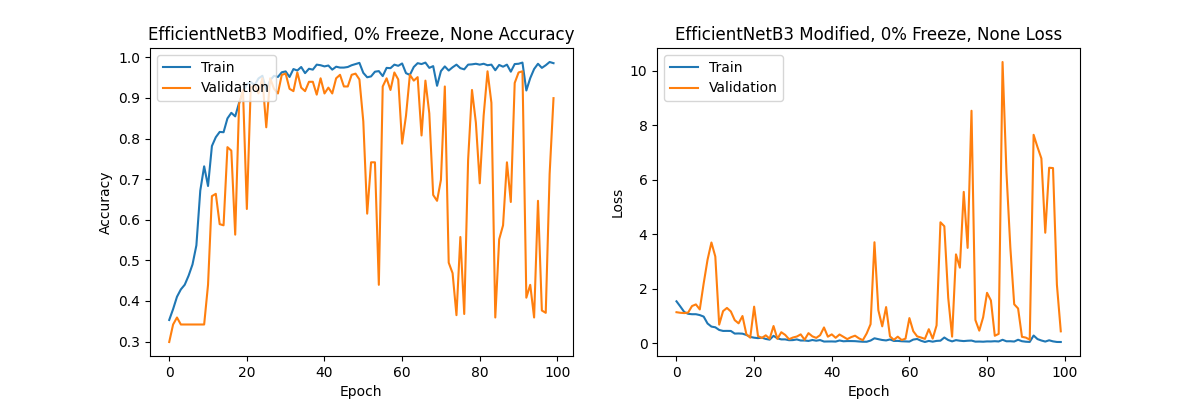 EfficientNetB3 Modified, 0% Freeze, None Accuracy
Train
Validation
1.0
0.9
0.8
0.7
0.6
0.5
0.4
0.3
Accuracy
0
20
40
60
80
100
Epoch
EfficientNetB3 Modified, 0% Freeze, None Loss
Train
Validation
10
8
6
4
2
0
Loss
0
20
40
60
80
100
Epoch